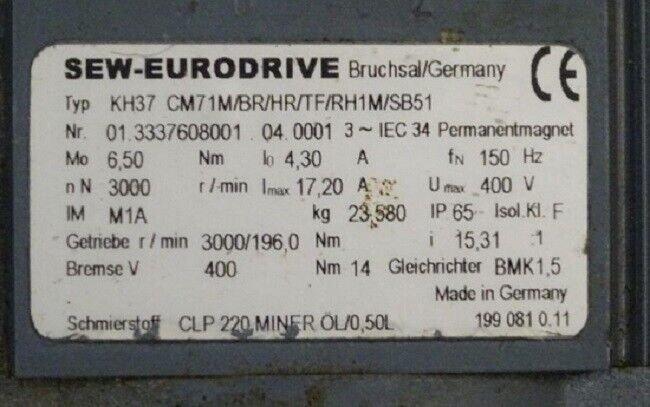 SEW-EURODRIVE Bruchsal/Germany CE
Typ KH37 CM71M/BR/HR/TF/RH1M/SB51
Nr. 01.3337608001.04.0001 3~IEC 34 Permanentmagnet
Mo 6,50 Nm I0 4,30 A fN 150 Hz
n N 3000 r/min Imax 17,20 A Umax 400 V
IM M1A kg 23,580 IP 65 Isol.Kl. F
Getriebe r/min 3000/196,0 Nm i 15,31 :1
Bremse V 400 Nm 14 Gleichrichter BMK1,5
Made in Germany
Schmierstoff CLP 220,MINER.ÖL/0,50L 199 081 0.11